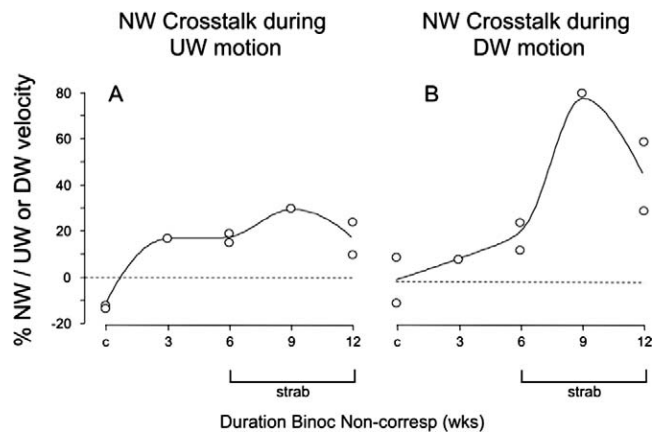 NW Crosstalk during
UW motion
NW Crosstalk during
DW motion
% NW / UW or DW velocity
80
60
40
20
0
-20
A
B
c 3 6 9 12
c 3 6 9 12
strab
strab
Duration Binoc Non-corresp (wks)